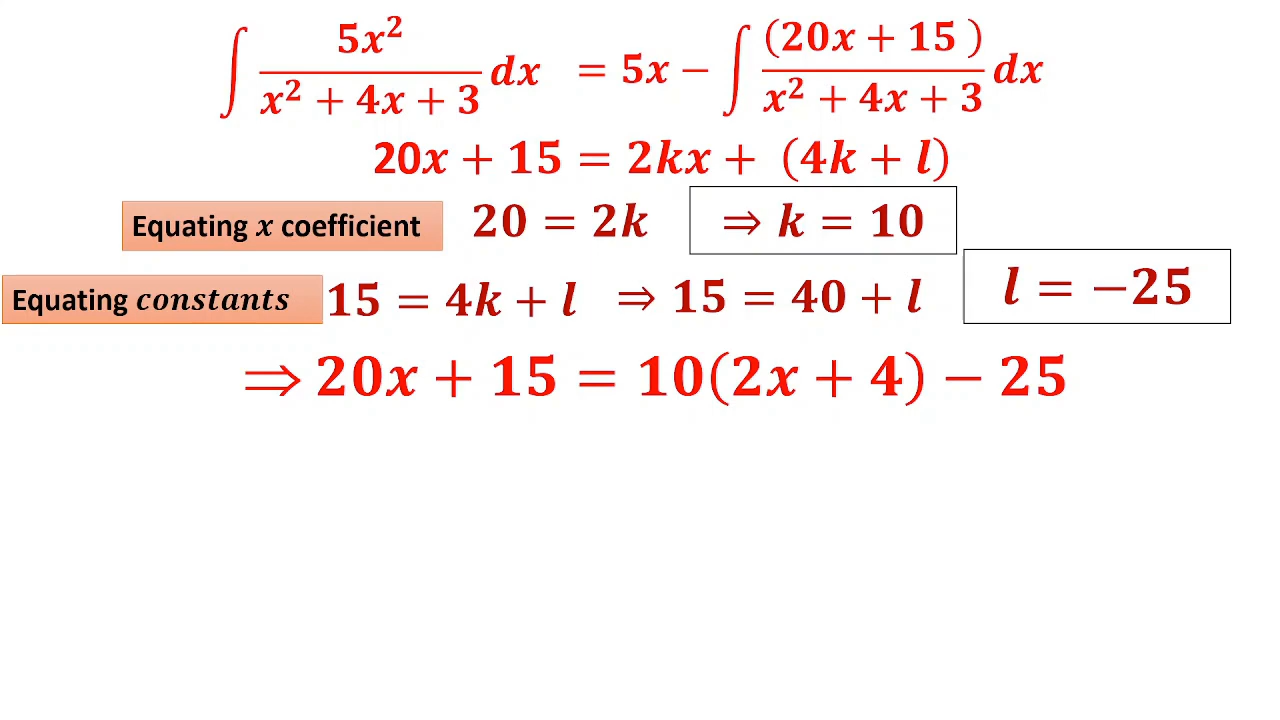 ∫ 5x²/(x² + 4x + 3) dx = 5x − ∫ (20x + 15 )/(x² + 4x + 3) dx
20x + 15 = 2kx + (4k + l)
Equating x coefficient 20 = 2k ⇒ k = 10
Equating constants 15 = 4k + l ⇒ 15 = 40 + l l = −25
⇒ 20x + 15 = 10(2x + 4) − 25